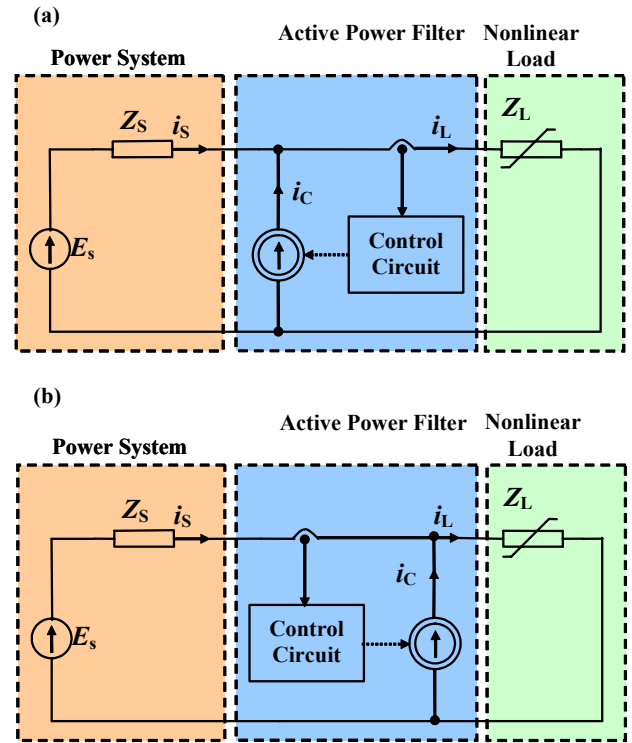 (a)
Active Power Filter
Nonlinear
Load
Power System
ZS
iS
iL
ZL
iC
Es
Control
Circuit
(b)
Active Power Filter
Nonlinear
Load
Power System
ZS
iS
iL
ZL
iC
Es
Control
Circuit